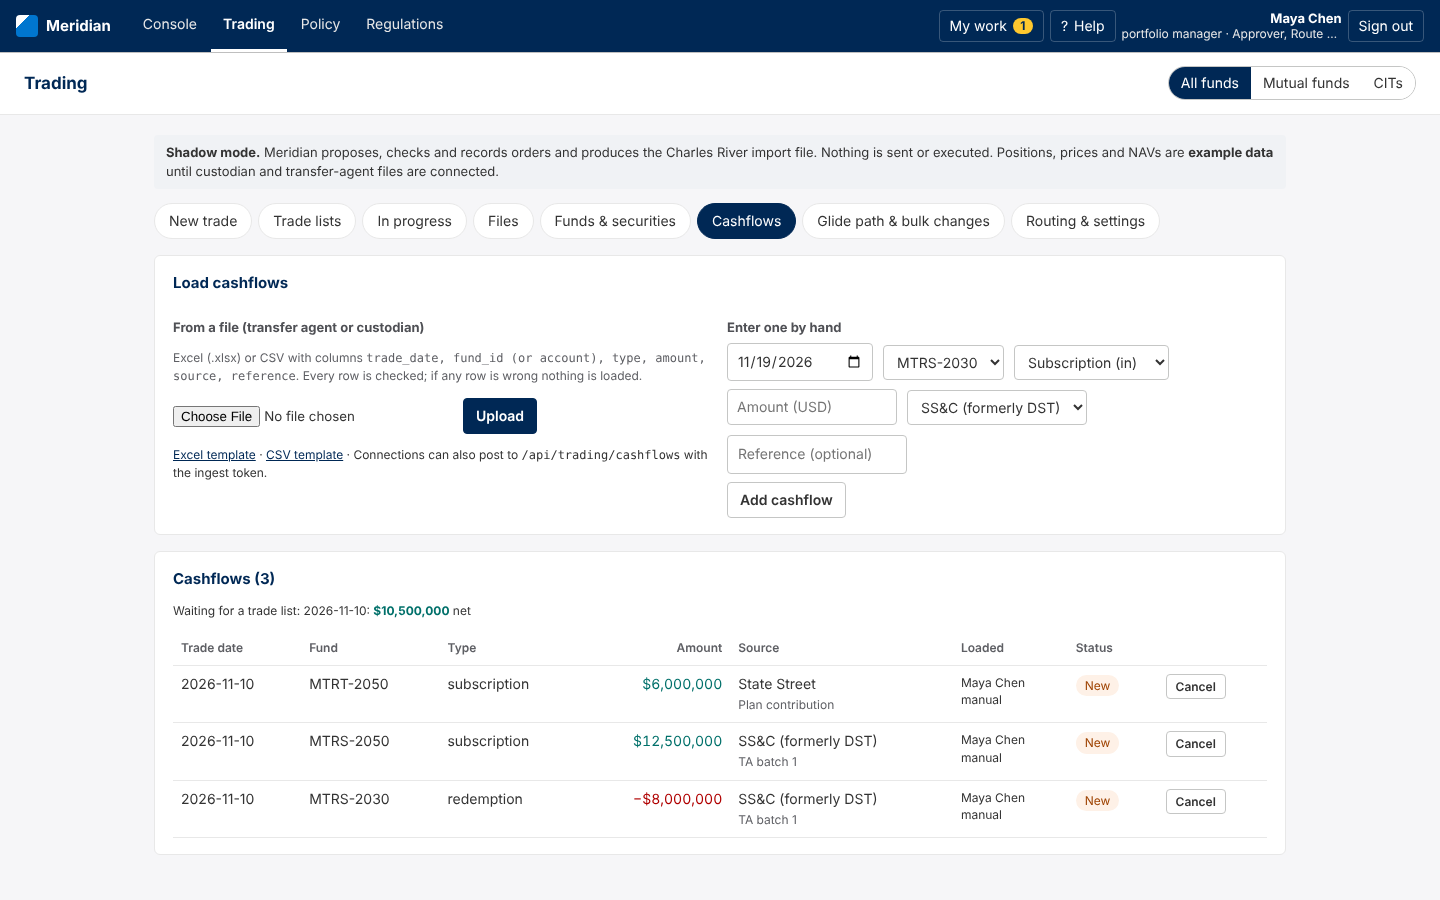 Meridian
Console
Trading
Policy
Regulations
My work 1
? Help
Maya Chen
portfolio manager · Approver, Route ...
Sign out
Trading
All funds
Mutual funds
CITs
Shadow mode. Meridian proposes, checks and records orders and produces the Charles River import file. Nothing is sent or executed. Positions, prices and NAVs are example data
until custodian and transfer-agent files are connected.
New trade
Trade lists
In progress
Files
Funds & securities
Cashflows
Glide path & bulk changes
Routing & settings
Load cashflows
From a file (transfer agent or custodian)
Excel (.xlsx) or CSV with columns trade_date, fund_id (or account), type, amount,
source, reference. Every row is checked; if any row is wrong nothing is loaded.
Choose File No file chosen
Upload
Excel template · CSV template · Connections can also post to /api/trading/cashflows with
the ingest token.
Enter one by hand
11/19/2026
MTRS-2030
Subscription (in)
Amount (USD)
SS&C (formerly DST)
Reference (optional)
Add cashflow
Cashflows (3)
Waiting for a trade list: 2026-11-10: $10,500,000 net
Trade date Fund Type Amount Source Loaded Status
2026-11-10 MTRT-2050 subscription $6,000,000 State Street Maya Chen New Cancel
Plan contribution manual
2026-11-10 MTRS-2050 subscription $12,500,000 SS&C (formerly DST) Maya Chen New Cancel
TA batch 1 manual
2026-11-10 MTRS-2030 redemption −$8,000,000 SS&C (formerly DST) Maya Chen New Cancel
TA batch 1 manual